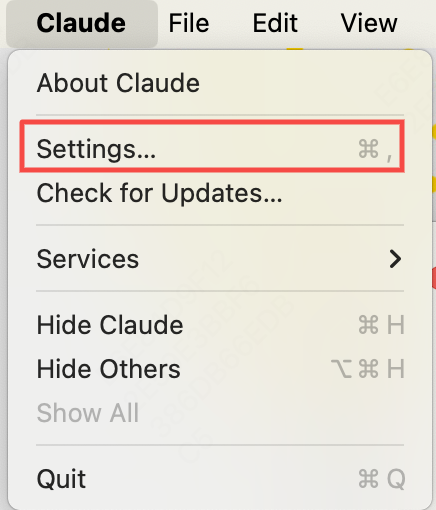 Claude File Edit View
About Claude
Settings... ⌘ ,
Check for Updates...
Services
Hide Claude ⌘ H
Hide Others ⌥ ⌘ H
Show All
Quit ⌘ Q